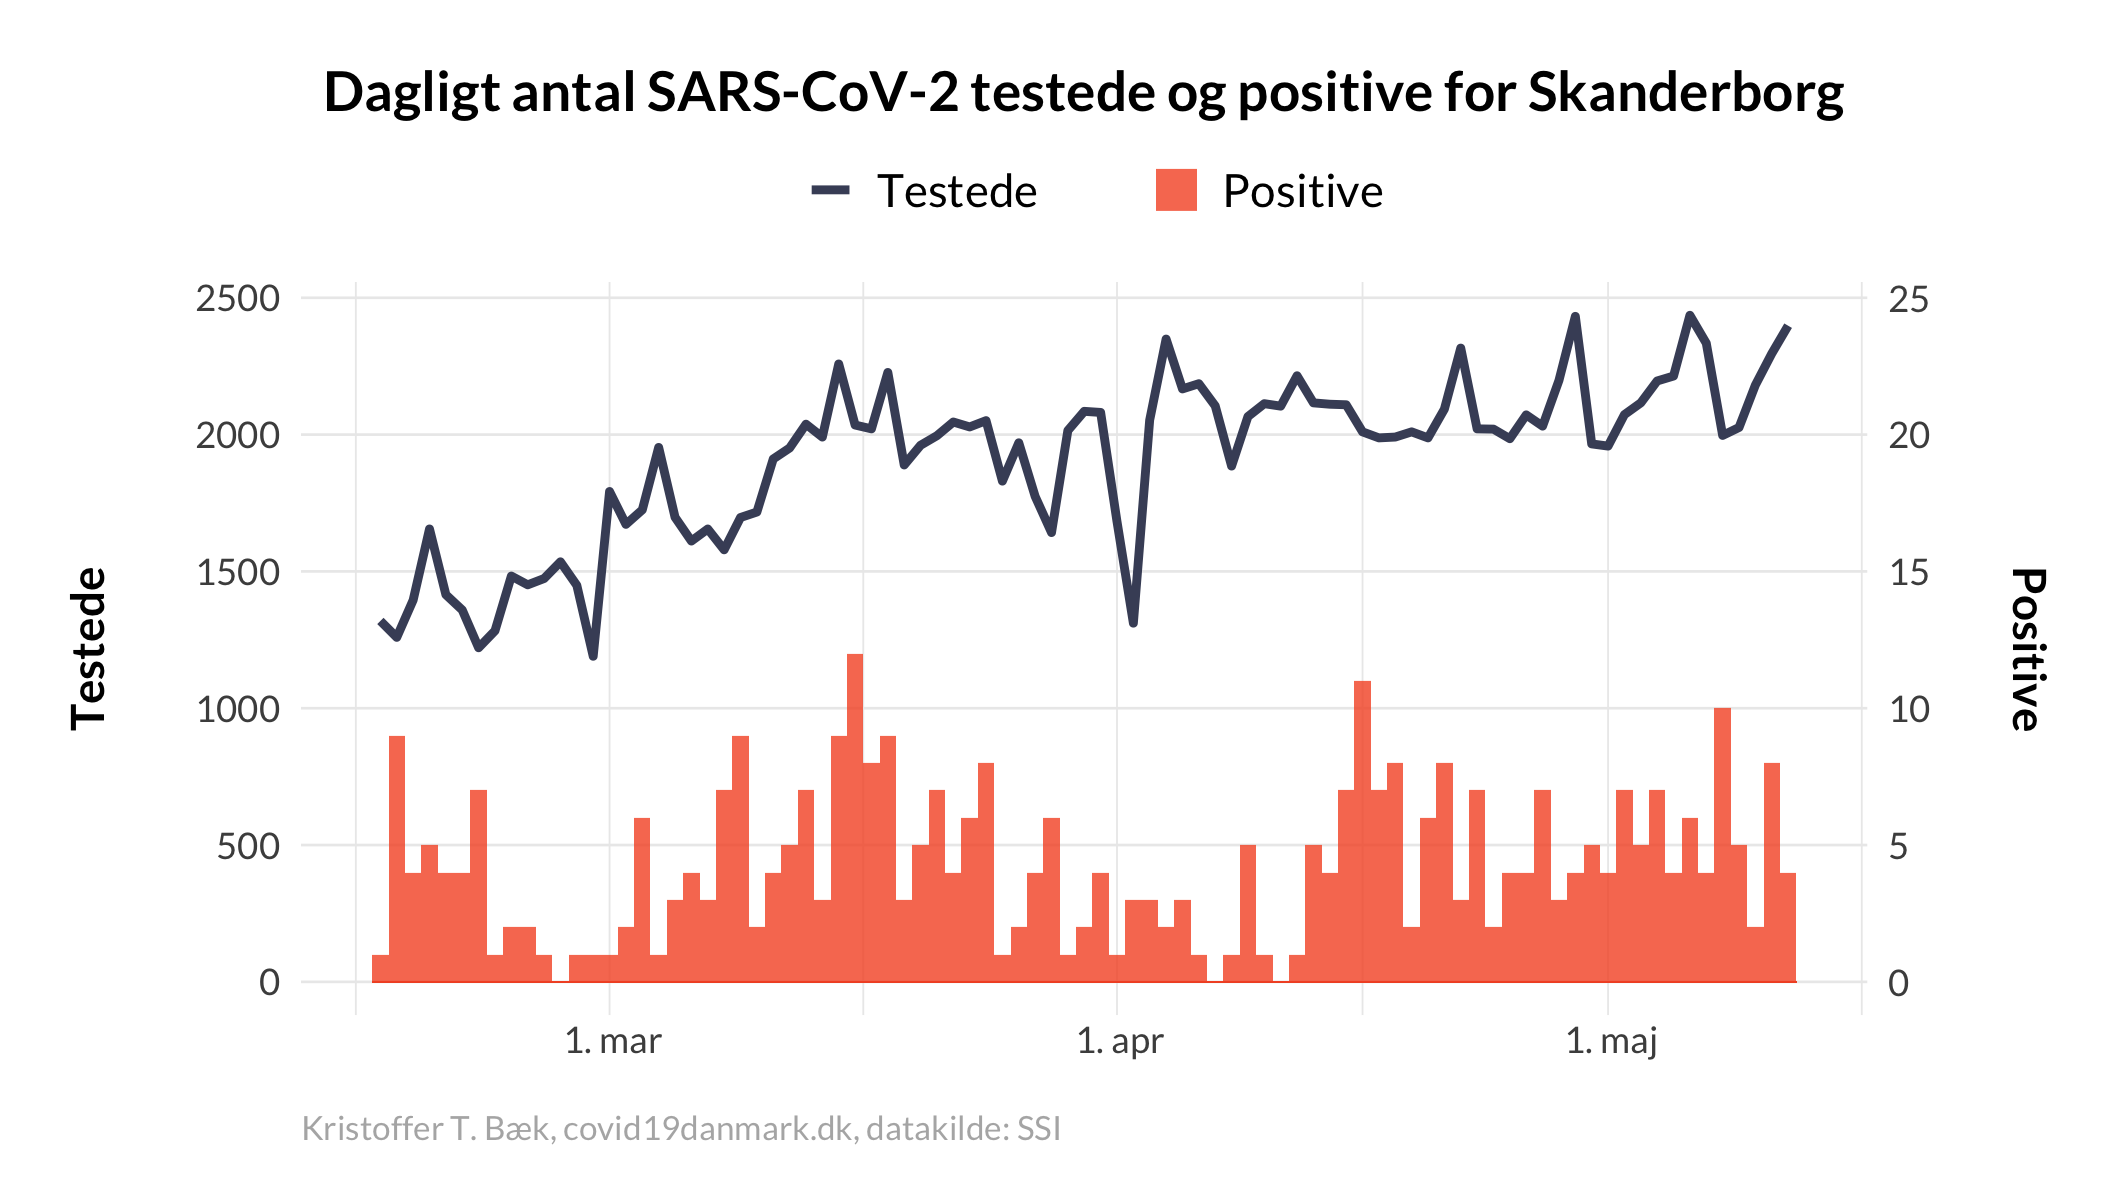 Dagligt antal SARS-CoV-2 testede og positive for Skanderborg
Testede Positive
2500 25
2000 20
1500 15
1000 10
500 5
0 0
Testede
Positive
1. mar 1. apr 1. maj
Kristoffer T. Bæk, covid19danmark.dk, datakilde: SSI